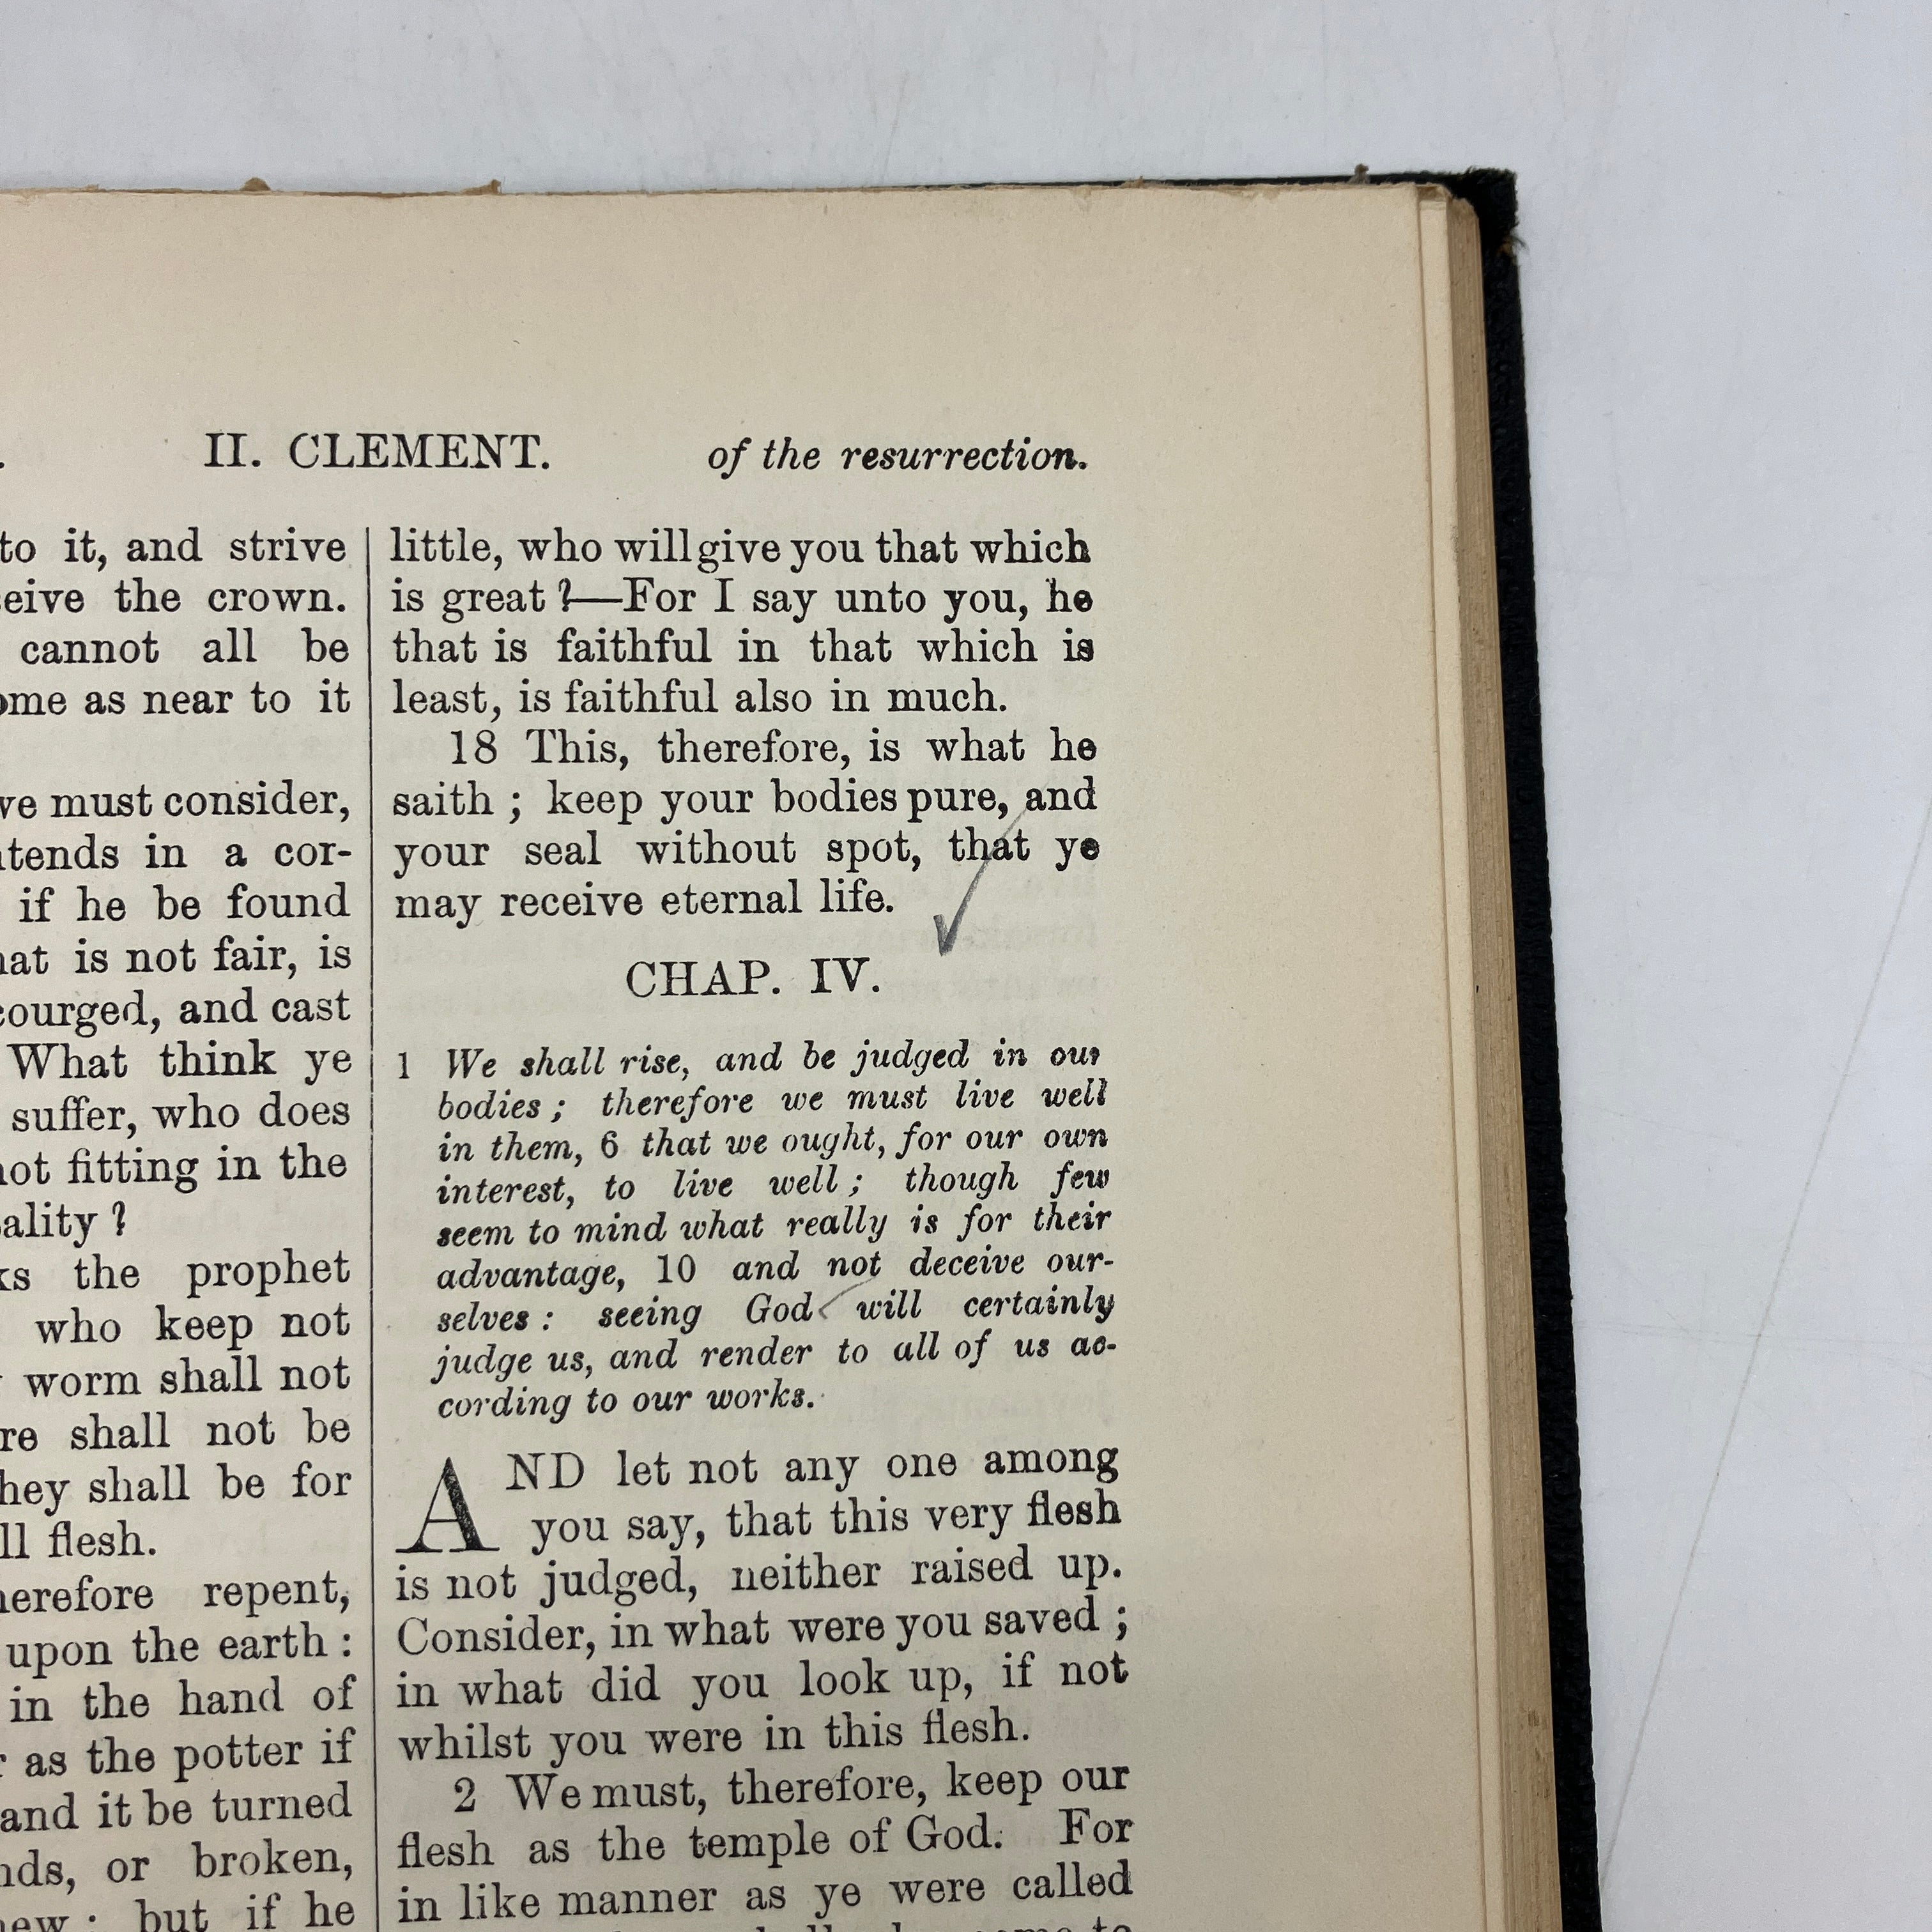 II. CLEMENT. of the resurrection.
to it, and strive
the crown.
cannot all be
as near to it
must consider,
in a cor-
if he be found
is not fair, is
and cast
What think ye
suffer, who does
fitting in the
?
the prophet
who keep not
worm shall not
shall not be
shall be for
flesh.
repent,
upon the earth :
in the hand of
as the potter if
and it be turned
or broken,
but if he
little, who will give you that which
is great ?—For I say unto you, he
that is faithful in that which is
least, is faithful also in much.
18 This, therefore, is what he
saith ; keep your bodies pure, and
your seal without spot, that ye
may receive eternal life.
CHAP. IV.
1 We shall rise, and be judged in our
bodies ; therefore we must live well
in them, 6 that we ought, for our own
interest, to live well ; though few
seem to mind what really is for their
advantage, 10 and not deceive our-
selves : seeing God will certainly
judge us, and render to all of us ac-
cording to our works.
AND let not any one among
you say, that this very flesh
is not judged, neither raised up.
Consider, in what were you saved ;
in what did you look up, if not
whilst you were in this flesh.
2 We must, therefore, keep our
flesh as the temple of God. For
in like manner as ye were called